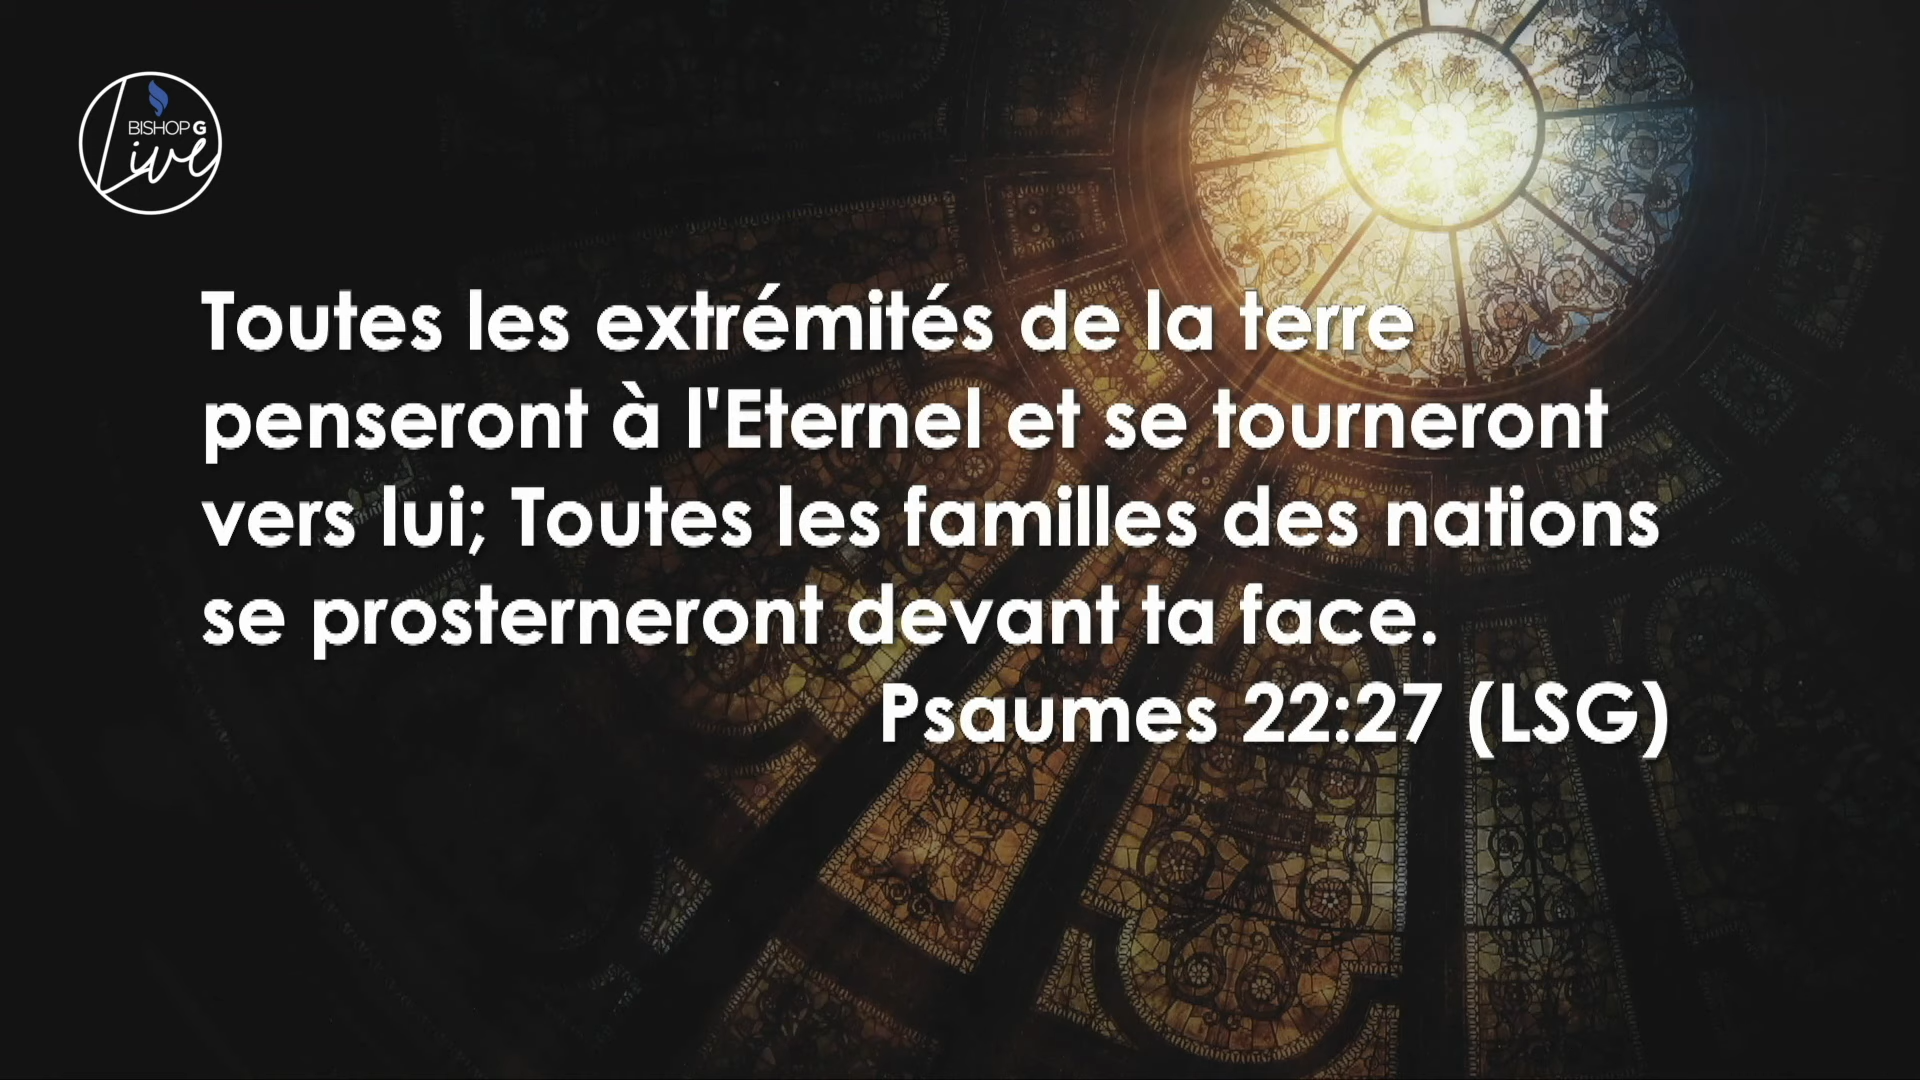 BISHOP G
Live
Toutes les extrémités de la terre
penseront à l'Eternel et se tourneront
vers lui; Toutes les familles des nations
se prosterneront devant ta face.
Psaumes 22:27 (LSG)